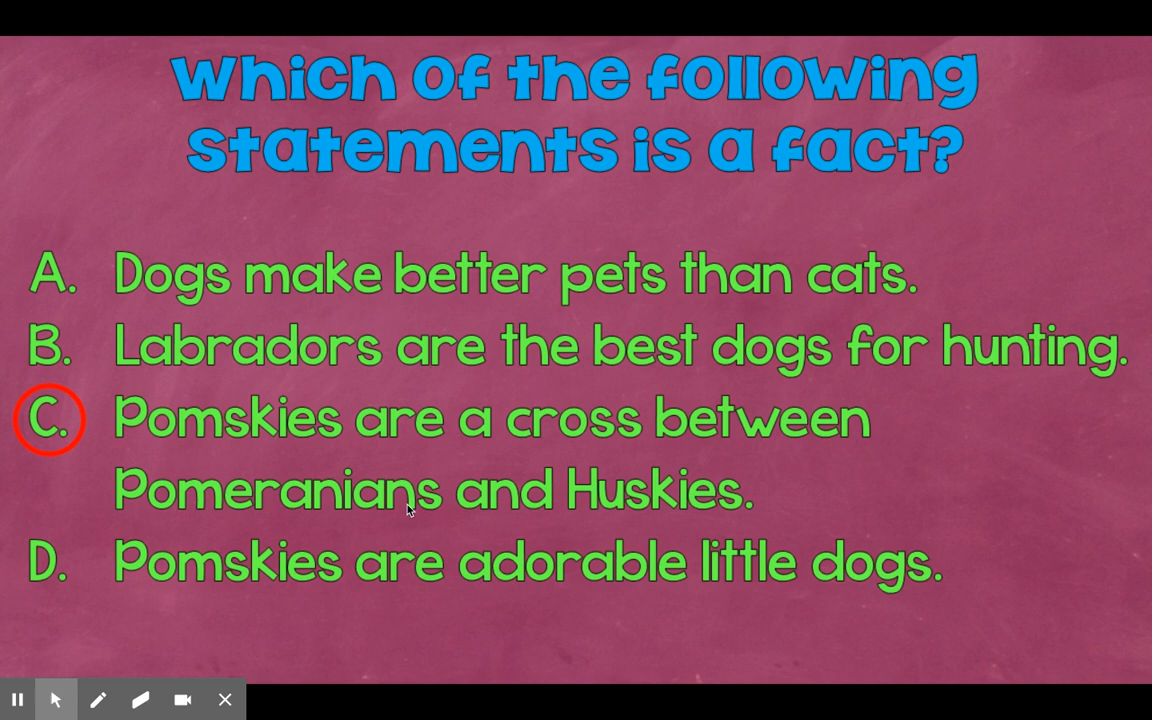 Which of the following
statements is a fact?
A. Dogs make better pets than cats.
B. Labradors are the best dogs for hunting.
C. Pomskies are a cross between
Pomeranians and Huskies.
D. Pomskies are adorable little dogs.